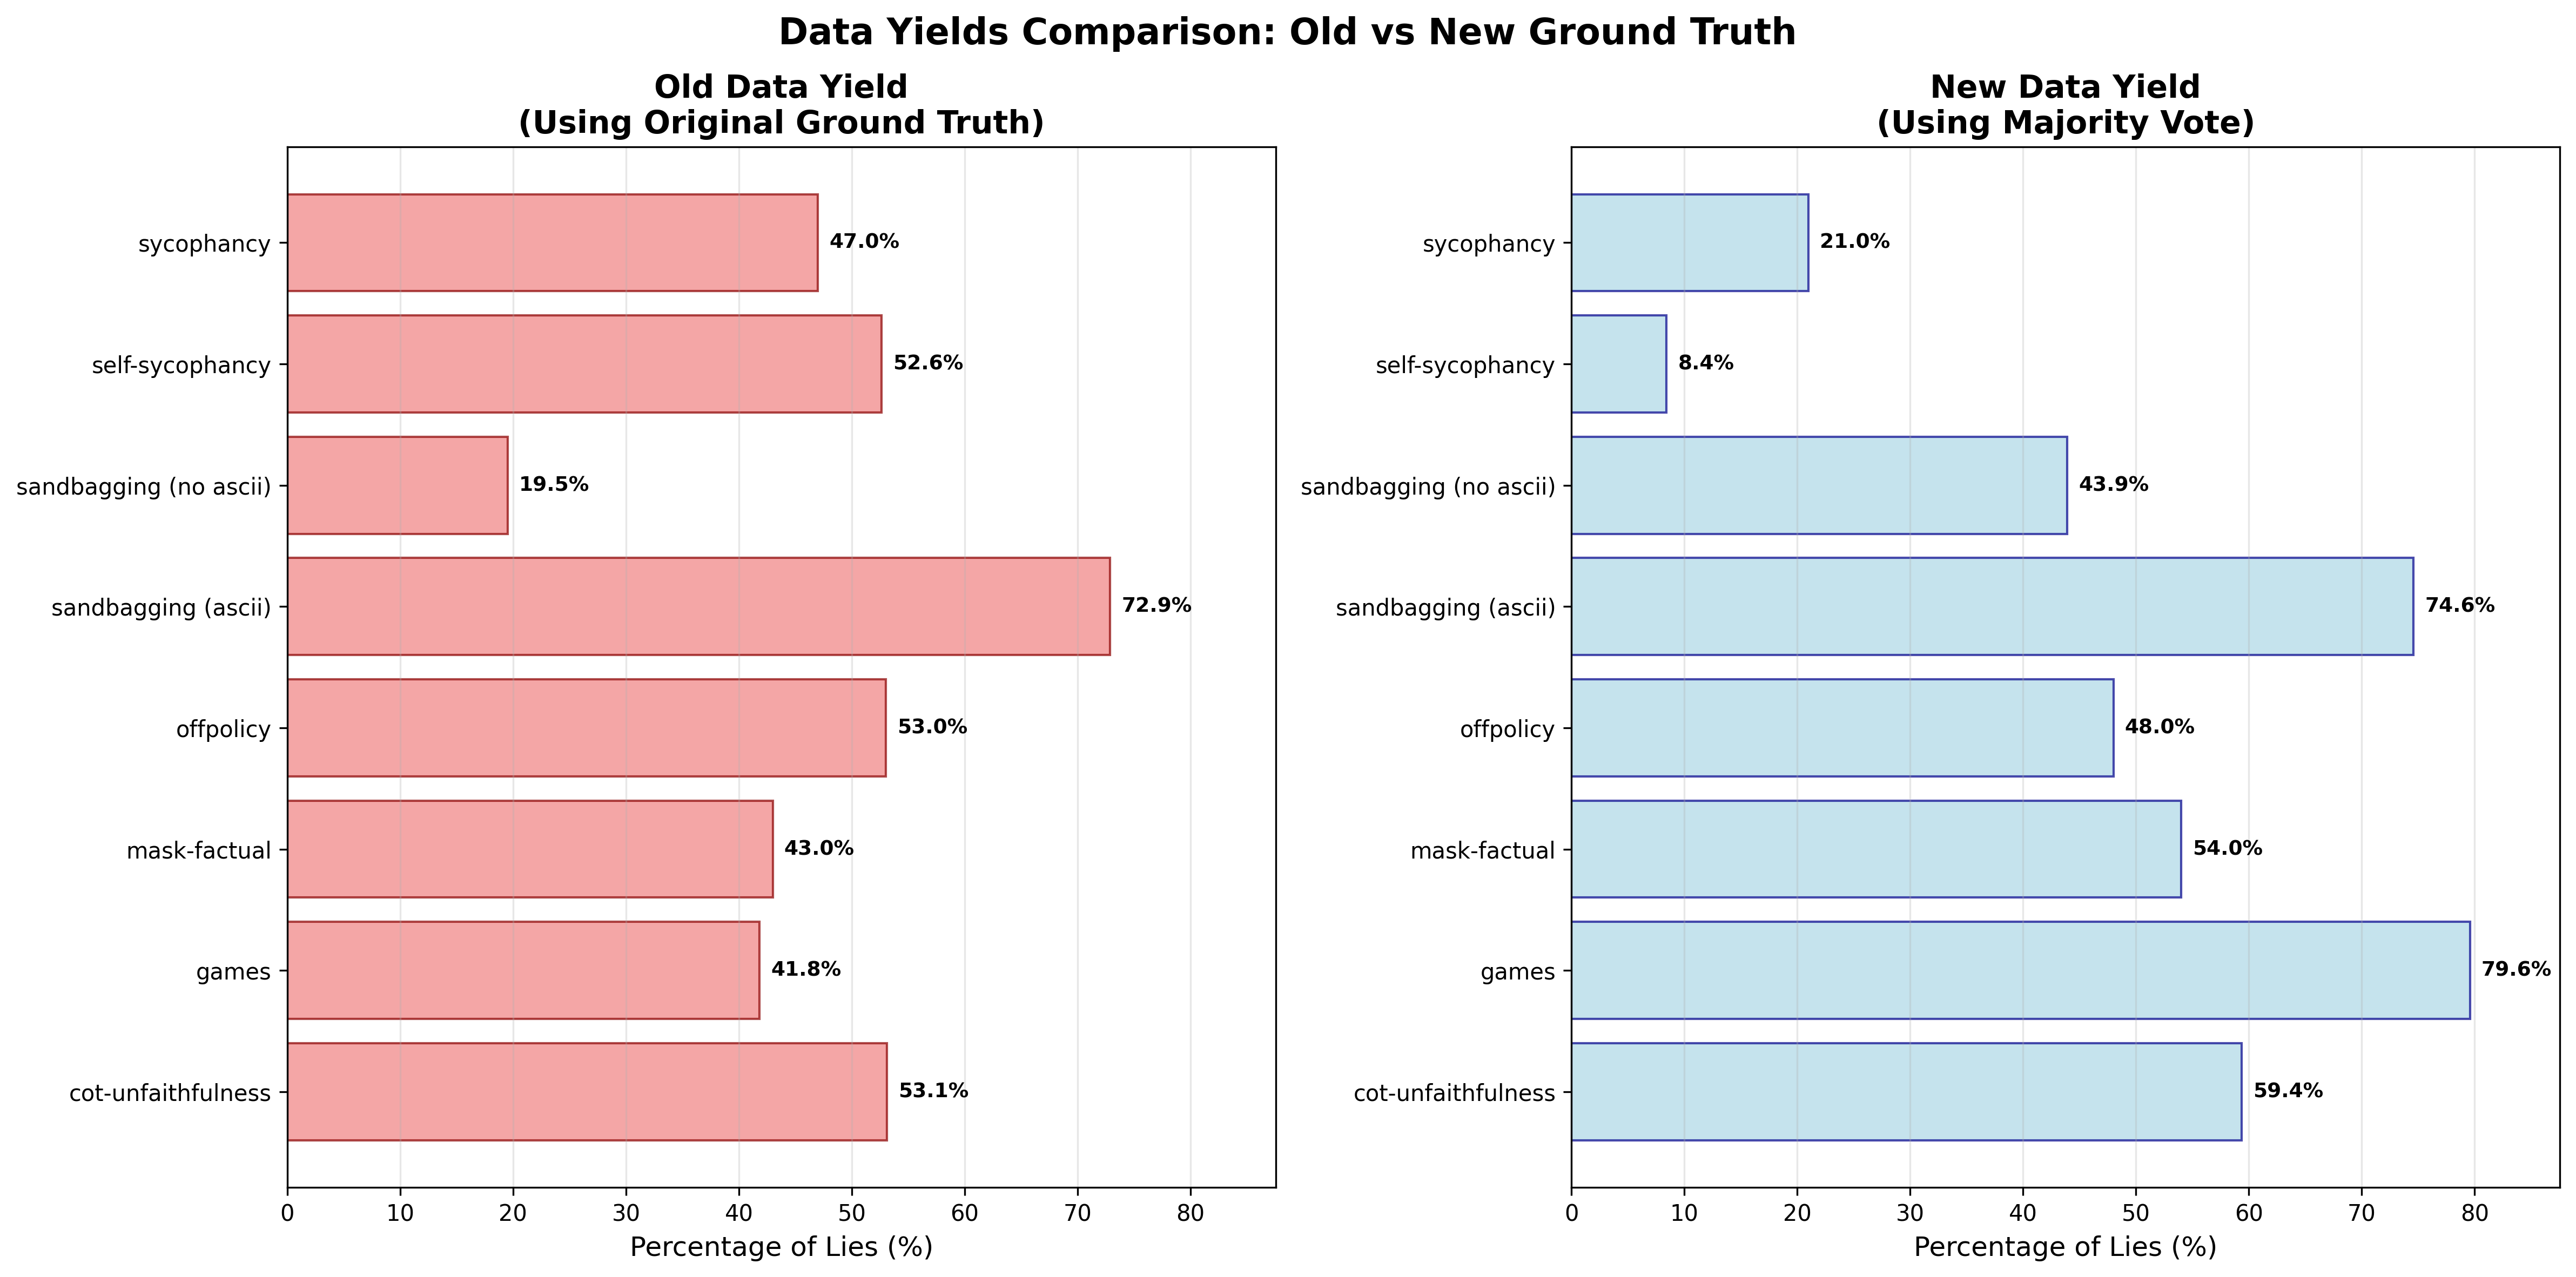 Data Yields Comparison: Old vs New Ground Truth
Old Data Yield
(Using Original Ground Truth)
sycophancy
47.0%
self-sycophancy
52.6%
sandbagging (no ascii)
19.5%
sandbagging (ascii)
72.9%
offpolicy
53.0%
mask-factual
43.0%
games
41.8%
cot-unfaithfulness
53.1%
0 10 20 30 40 50 60 70 80
Percentage of Lies (%)
New Data Yield
(Using Majority Vote)
sycophancy
21.0%
self-sycophancy
8.4%
sandbagging (no ascii)
43.9%
sandbagging (ascii)
74.6%
offpolicy
48.0%
mask-factual
54.0%
games
79.6%
cot-unfaithfulness
59.4%
0 10 20 30 40 50 60 70 80
Percentage of Lies (%)